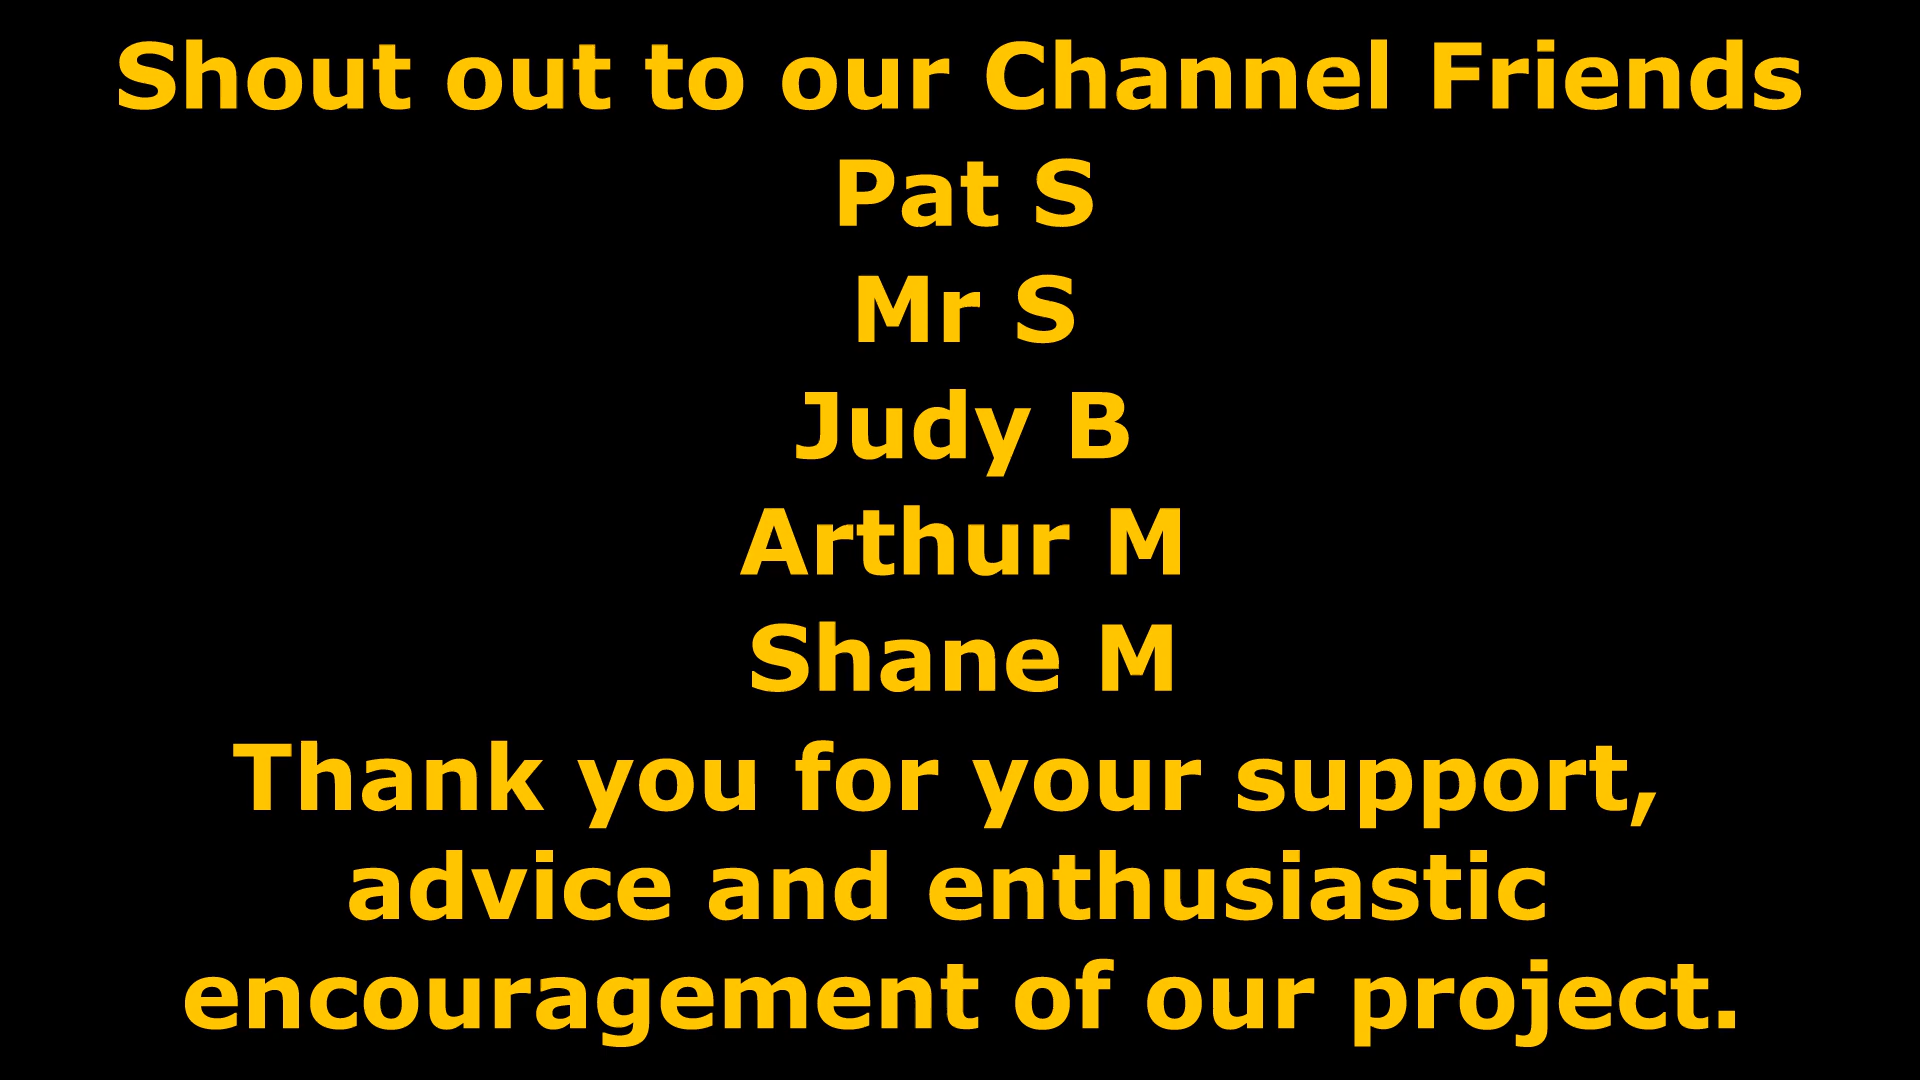 Shout out to our Channel Friends
Pat S
Mr S
Judy B
Arthur M
Shane M
Thank you for your support,
advice and enthusiastic
encouragement of our project.